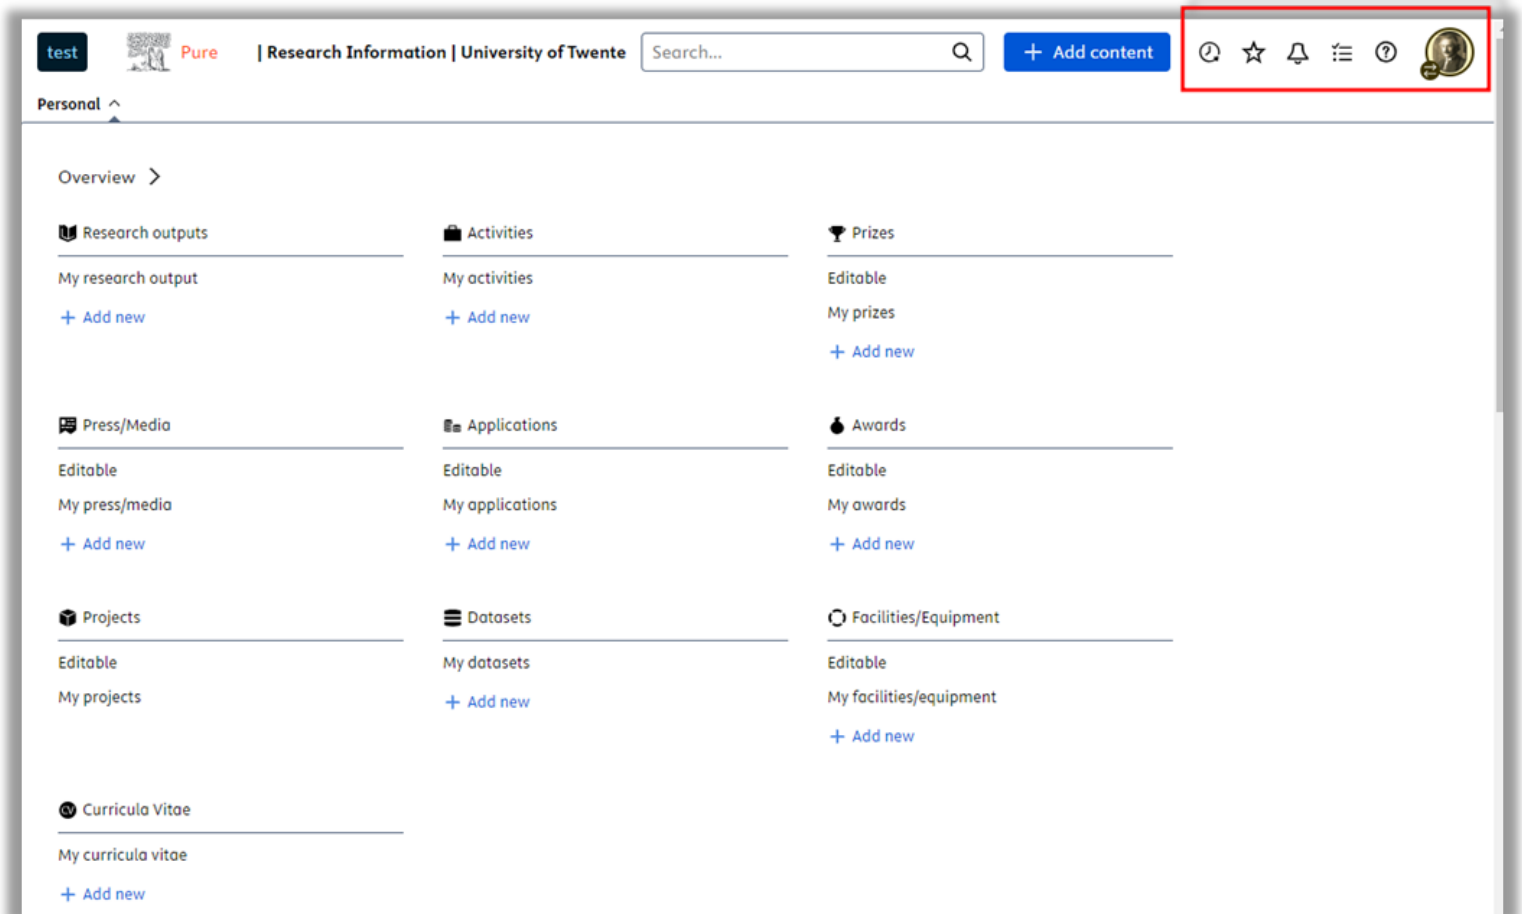 test Pure | Research Information | University of Twente Search... + Add content
Personal
Overview
Research outputs
My research output
+ Add new
Activities
My activities
+ Add new
Prizes
Editable
My prizes
+ Add new
Press/Media
Editable
My press/media
+ Add new
Applications
Editable
My applications
+ Add new
Awards
Editable
My awards
+ Add new
Projects
Editable
My projects
Datasets
My datasets
+ Add new
Facilities/Equipment
Editable
My facilities/equipment
+ Add new
CV Curricula Vitae
My curricula vitae
+ Add new